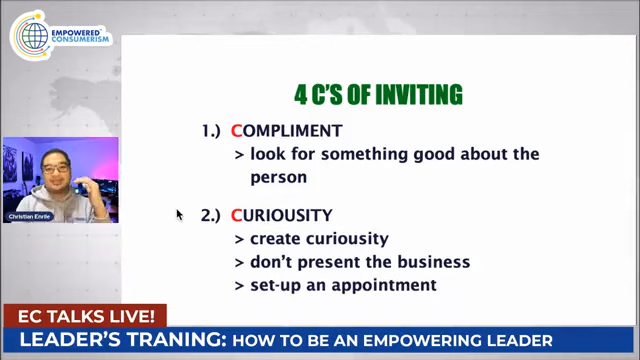 EMPOWERED
CONSUMERISM
4 C'S OF INVITING
1.) COMPLIMENT
> look for something good about the
person
2.) CURIOUSITY
> create curiousity
> don't present the business
> set-up an appointment
Christian Enrile
EC TALKS LIVE!
LEADER'S TRANING: HOW TO BE AN EMPOWERING LEADER